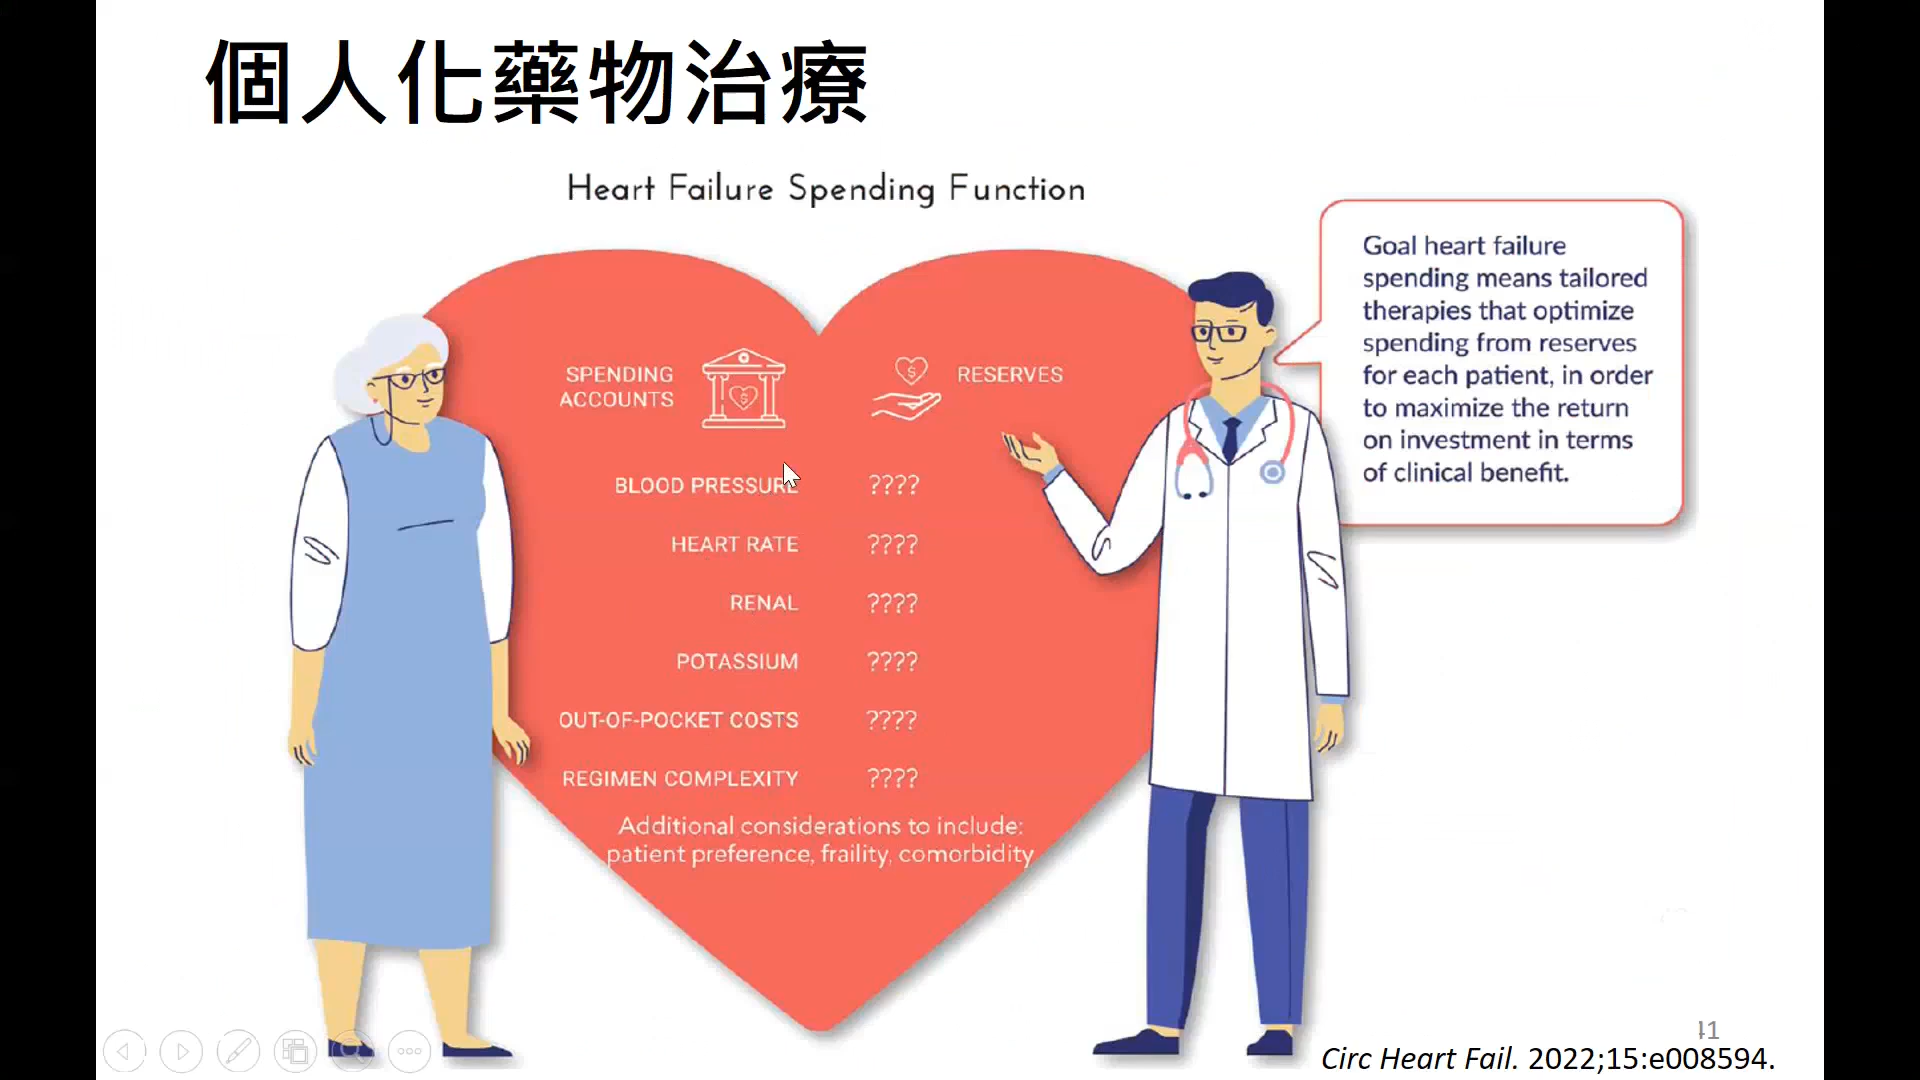 個人化藥物治療
Heart Failure Spending Function
Goal heart failure
spending means tailored
therapies that optimize
spending from reserves
for each patient, in order
to maximize the return
on investment in terms
of clinical benefit.
SPENDING
ACCOUNTS
RESERVES
BLOOD PRESSURE ????
HEART RATE ????
RENAL ????
POTASSIUM ????
OUT-OF-POCKET COSTS ????
REGIMEN COMPLEXITY ????
Additional considerations to include:
patient preference, fraility, comorbidity
41
Circ Heart Fail. 2022;15:e008594.